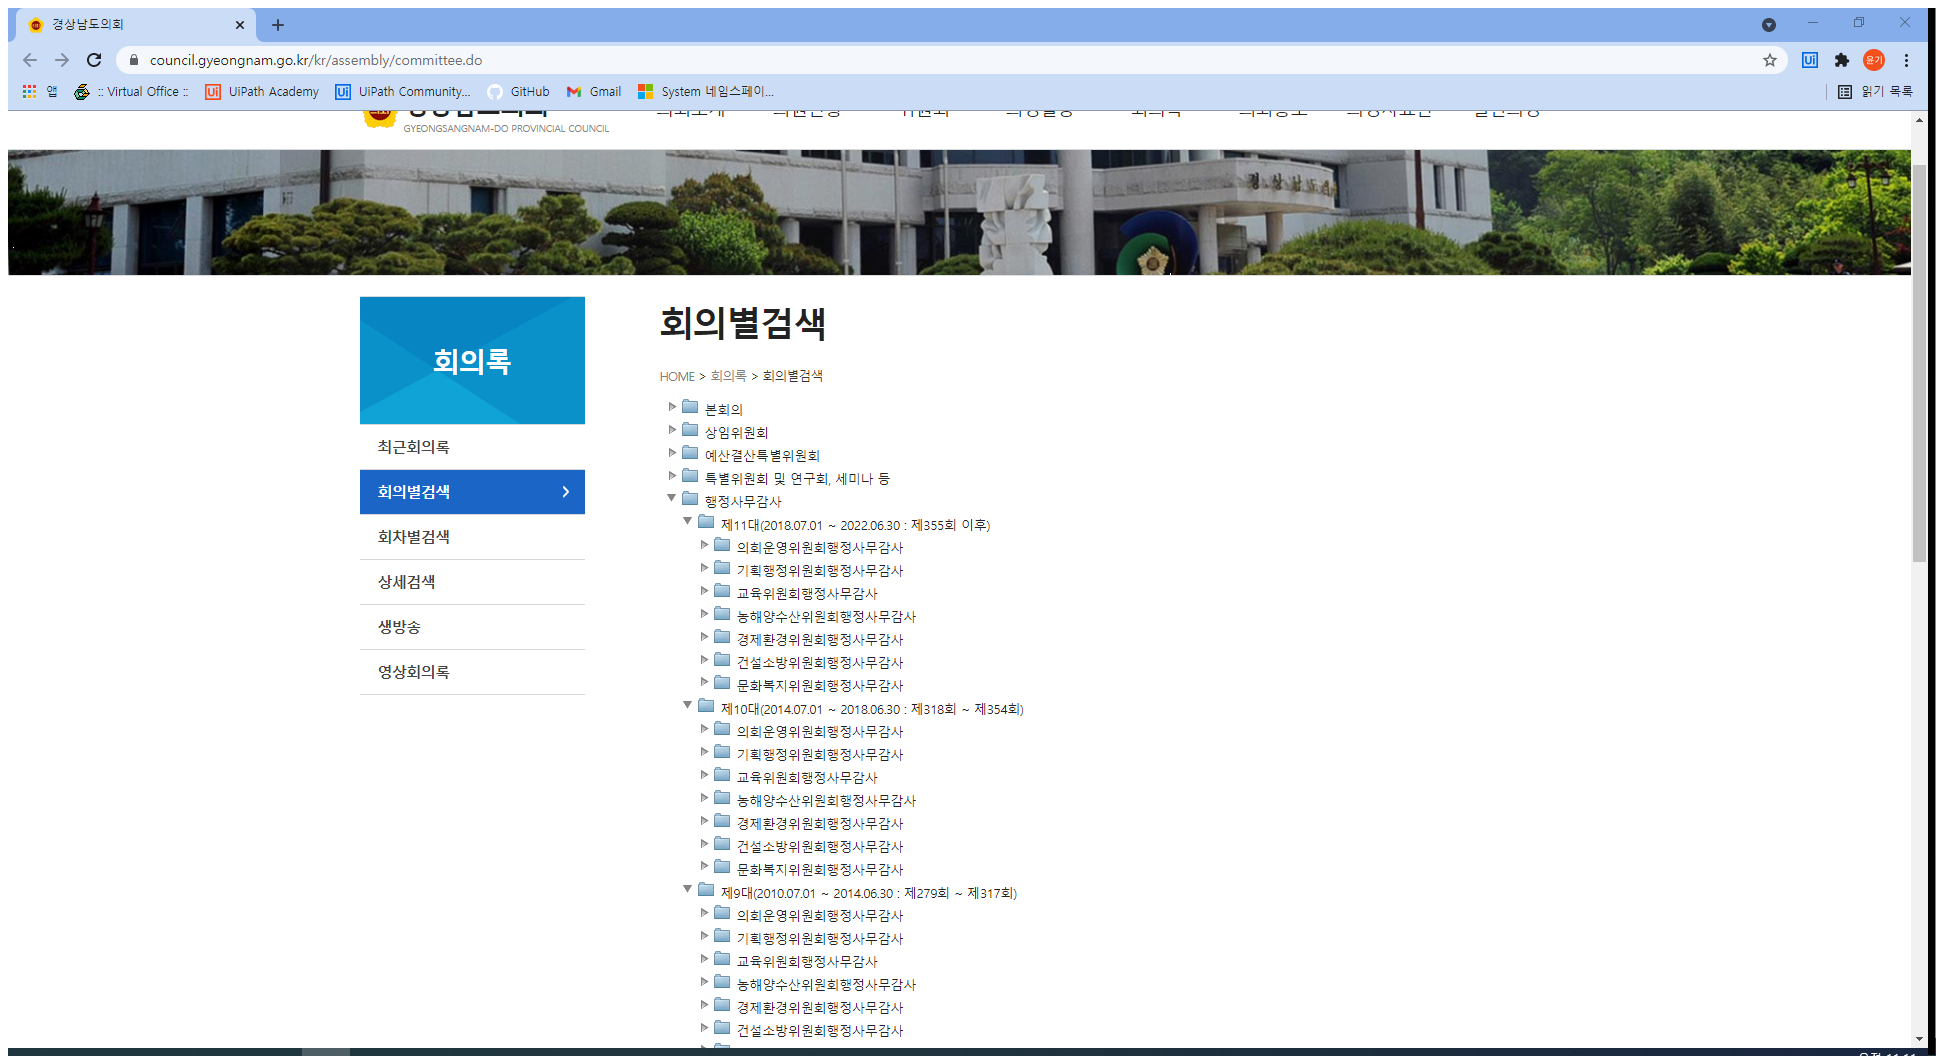 경상남도의회
council.gyeongnam.go.kr/kr/assembly/committee.do
윤기
앱
:: Virtual Office ::
UiPath Academy
UiPath Community...
GitHub
Gmail
System 네임스페이...
읽기 목록
GYEONGSANGNAM-DO PROVINCIAL COUNCIL
회의록
최근회의록
회의별검색
회차별검색
상세검색
생방송
영상회의록
회의별검색
HOME > 회의록 > 회의별검색
본회의
상임위원회
예산결산특별위원회
특별위원회 및 연구회, 세미나 등
행정사무감사
제11대(2018.07.01 ~ 2022.06.30 : 제355회 이후)
의회운영위원회행정사무감사
기획행정위원회행정사무감사
교육위원회행정사무감사
농해양수산위원회행정사무감사
경제환경위원회행정사무감사
건설소방위원회행정사무감사
문화복지위원회행정사무감사
제10대(2014.07.01 ~ 2018.06.30 : 제318회 ~ 제354회)
의회운영위원회행정사무감사
기획행정위원회행정사무감사
교육위원회행정사무감사
농해양수산위원회행정사무감사
경제환경위원회행정사무감사
건설소방위원회행정사무감사
문화복지위원회행정사무감사
제9대(2010.07.01 ~ 2014.06.30 : 제279회 ~ 제317회)
의회운영위원회행정사무감사
기획행정위원회행정사무감사
교육위원회행정사무감사
농해양수산위원회행정사무감사
경제환경위원회행정사무감사
건설소방위원회행정사무감사